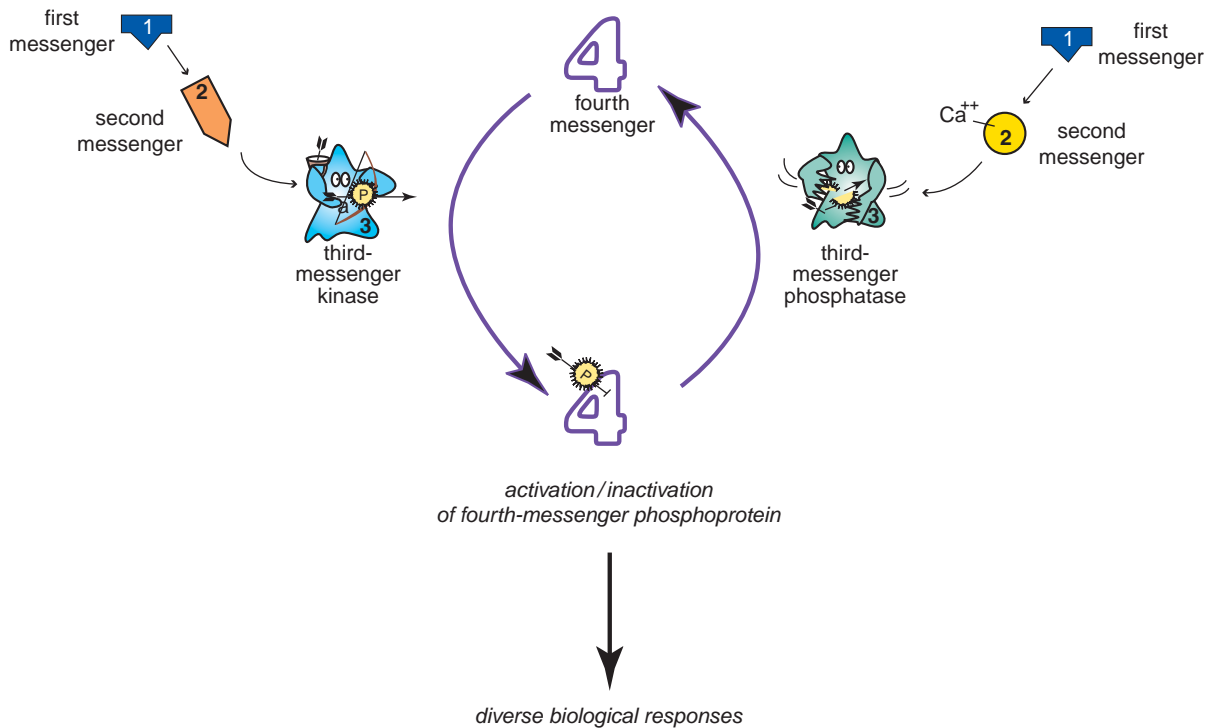 first
messenger
1
2
second
messenger
P
a
3
third-
messenger
kinase
4
fourth
messenger
1
first
messenger
Ca++
2
second
messenger
3
third-
messenger
phosphatase
P
4
activation/inactivation
of fourth-messenger phosphoprotein
diverse biological responses